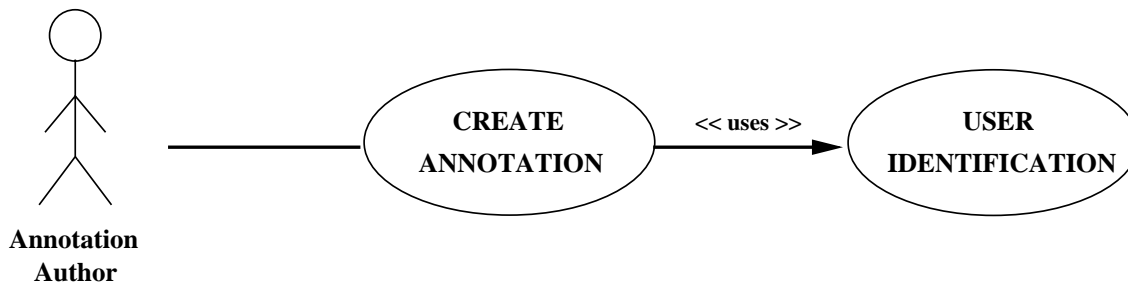 CREATE
ANNOTATION
<< uses >>
USER
IDENTIFICATION
Annotation
Author